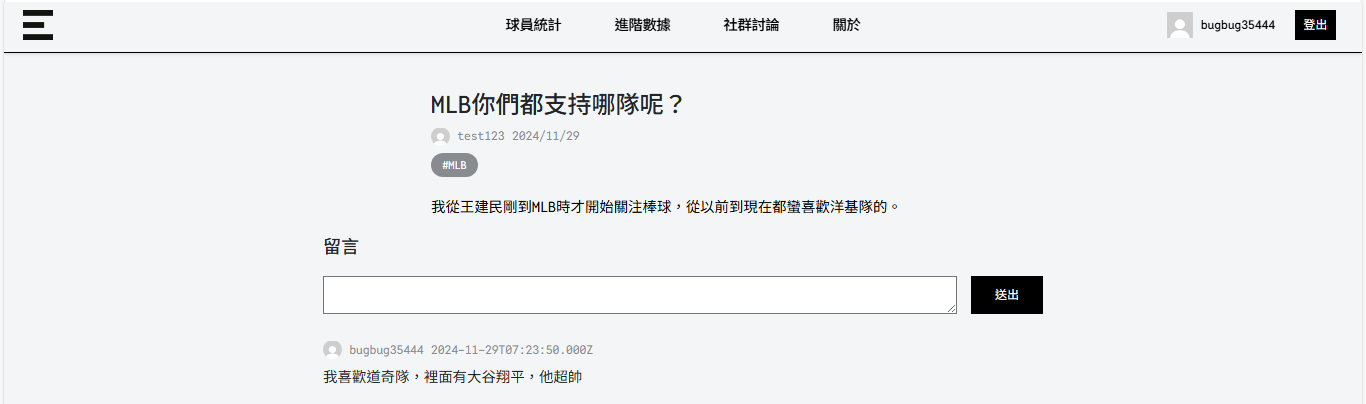 球員統計 進階數據 社群討論 關於 bugbug35444 登出
MLB你們都支持哪隊呢？
test123 2024/11/29
#MLB
我從王建民剛到MLB時才開始關注棒球，從以前到現在都蠻喜歡洋基隊的。
留言
送出
bugbug35444 2024-11-29T07:23:50.000Z
我喜歡道奇隊，裡面有大谷翔平，他超帥